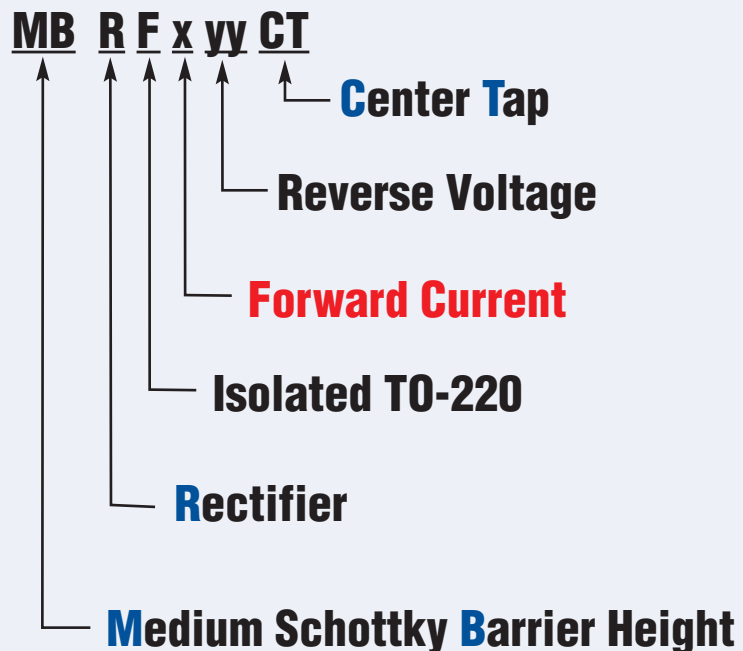 MB R F x yy CT
Center Tap
Reverse Voltage
Forward Current
Isolated TO-220
Rectifier
Medium Schottky Barrier Height